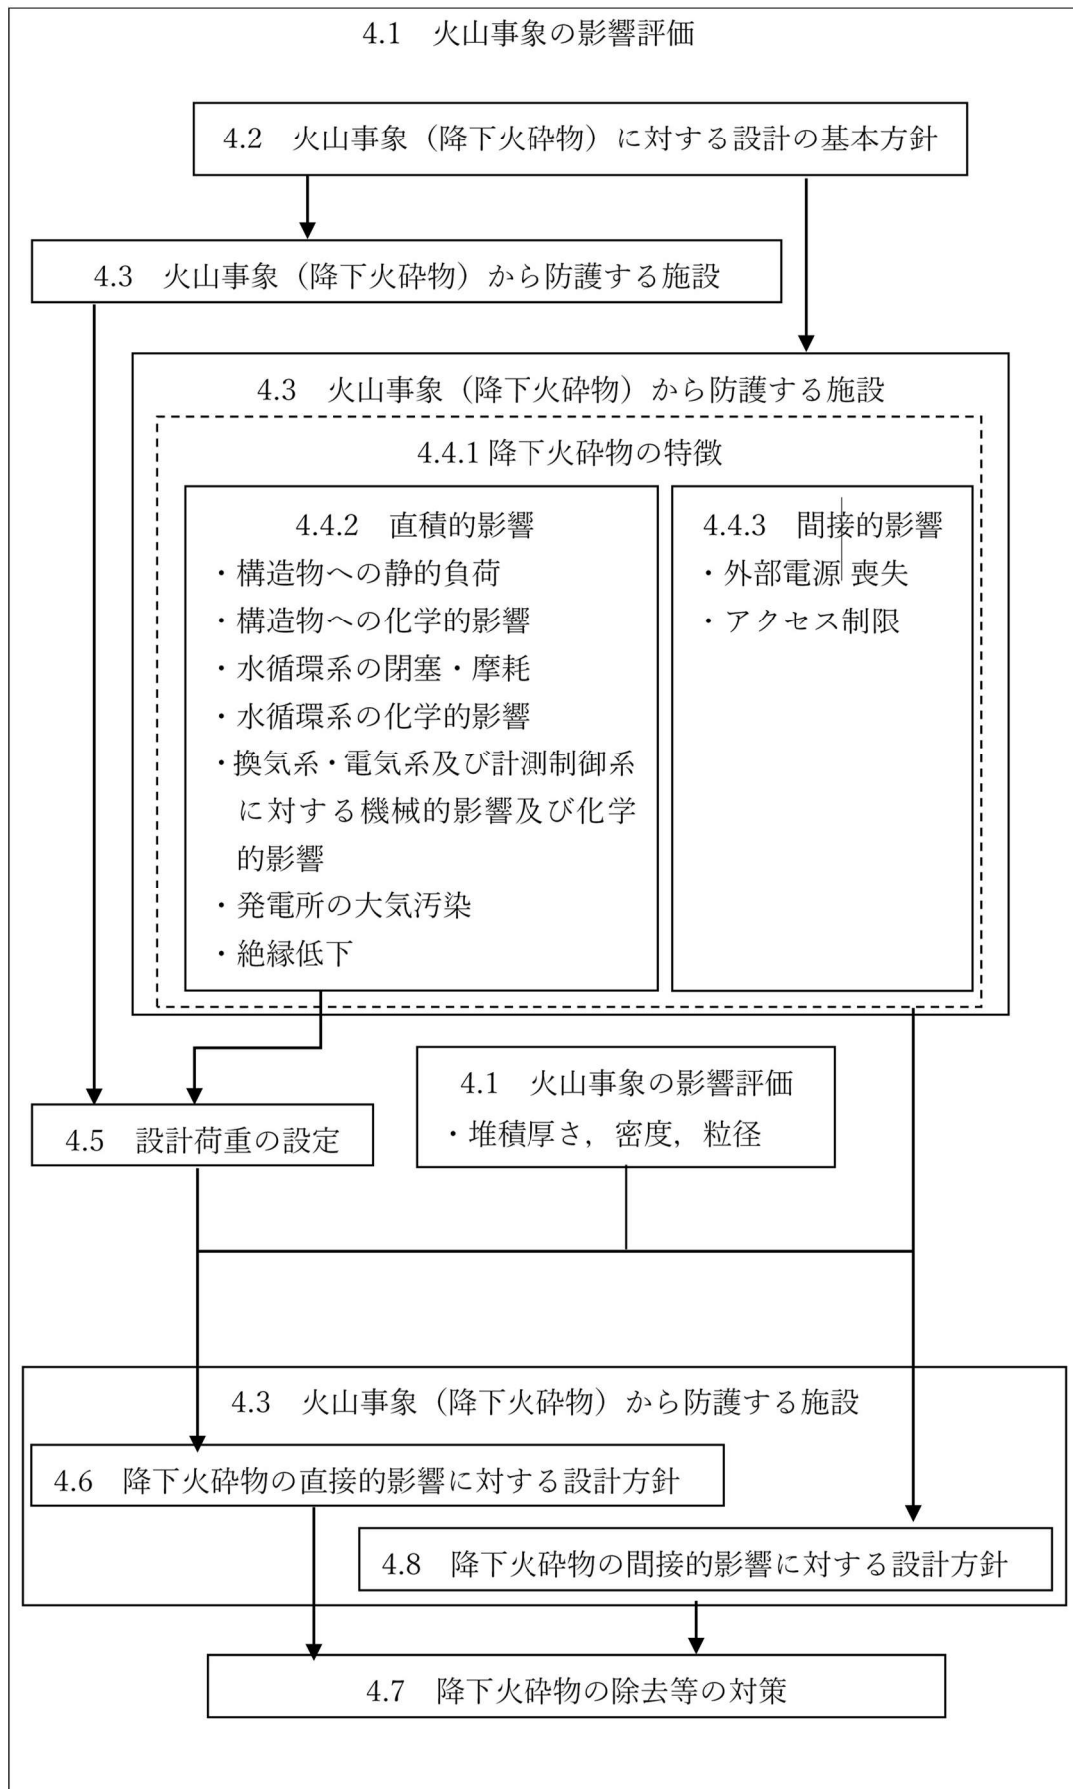 4.1　火山事象の影響評価
4.2　火山事象（降下火砕物）に対する設計の基本方針
4.3　火山事象（降下火砕物）から防護する施設
4.3　火山事象（降下火砕物）から防護する施設
4.4.1 降下火砕物の特徴
4.4.2　直積的影響
・構造物への静的負荷
・構造物への化学的影響
・水循環系の閉塞・摩耗
・水循環系の化学的影響
・換気系・電気系及び計測制御系
に対する機械的影響及び化学
的影響
・発電所の大気汚染
・絶縁低下
4.4.3　間接的影響
・外部電源 喪失
・アクセス制限
4.1　火山事象の影響評価
・堆積厚さ，密度，粒径
4.5　設計荷重の設定
4.3　火山事象（降下火砕物）から防護する施設
4.6　降下火砕物の直接的影響に対する設計方針
4.8　降下火砕物の間接的影響に対する設計方針
4.7　降下火砕物の除去等の対策